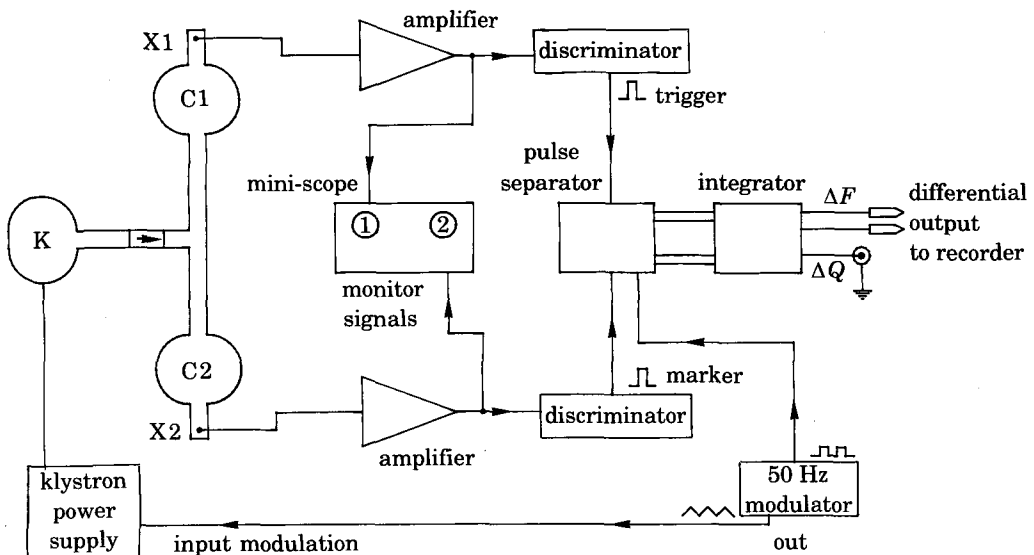 amplifier
X1
discriminator
C1
trigger
pulse
separator
mini-scope
integrator
ΔF
differential
output
to recorder
1
2
K
ΔQ
monitor
signals
C2
marker
X2
discriminator
amplifier
50 Hz
modulator
klystron
power
supply
input modulation
out